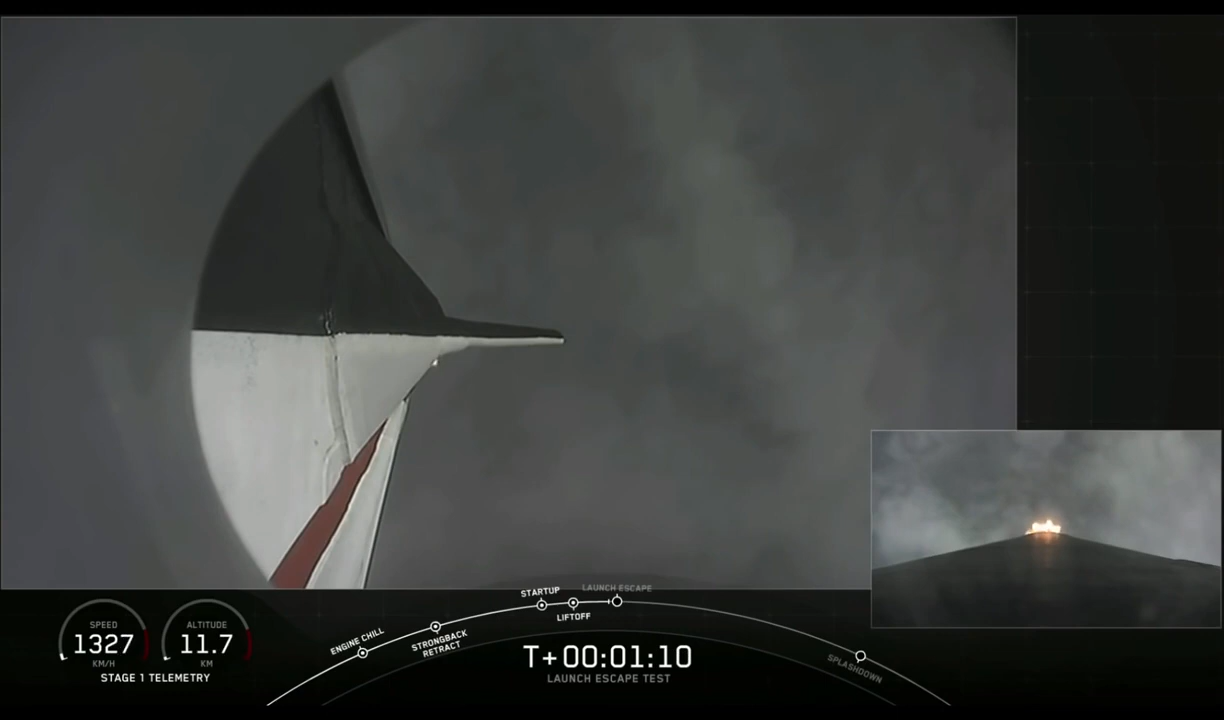 STARTUP
LAUNCH ESCAPE
LIFTOFF
ENGINE CHILL
STRONGBACK
RETRACT
SPLASHDOWN
SPEED
1327
KM/H
ALTITUDE
11.7
KM
STAGE 1 TELEMETRY
T+00:01:10
LAUNCH ESCAPE TEST